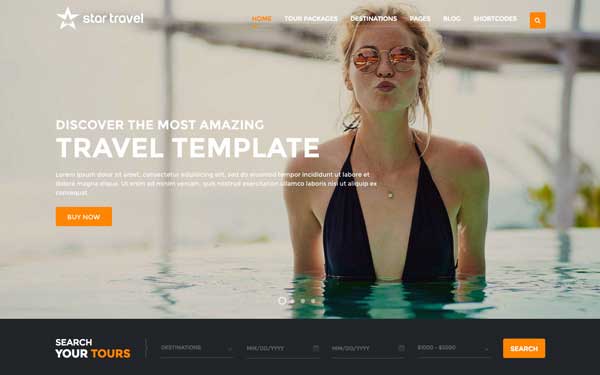 star travel
HOME TOUR PACKAGES DESTINATIONS PAGES BLOG SHORTCODES
DISCOVER THE MOST AMAZING
TRAVEL TEMPLATE
Lorem ipsum dolor sit amet, consectetur adipisicing elit, sed do eiusmod tempor incididunt ut labore et
dolore magna aliqua. Ut enim ad minim veniam, quis nostrud exercitation ullamco laboris nisi ut aliquip ex ea commodo
consequat.
BUY NOW
SEARCH
YOUR TOURS
DESTINATIONS
MM/DD/YYYY
MM/DD/YYYY
SEARCH